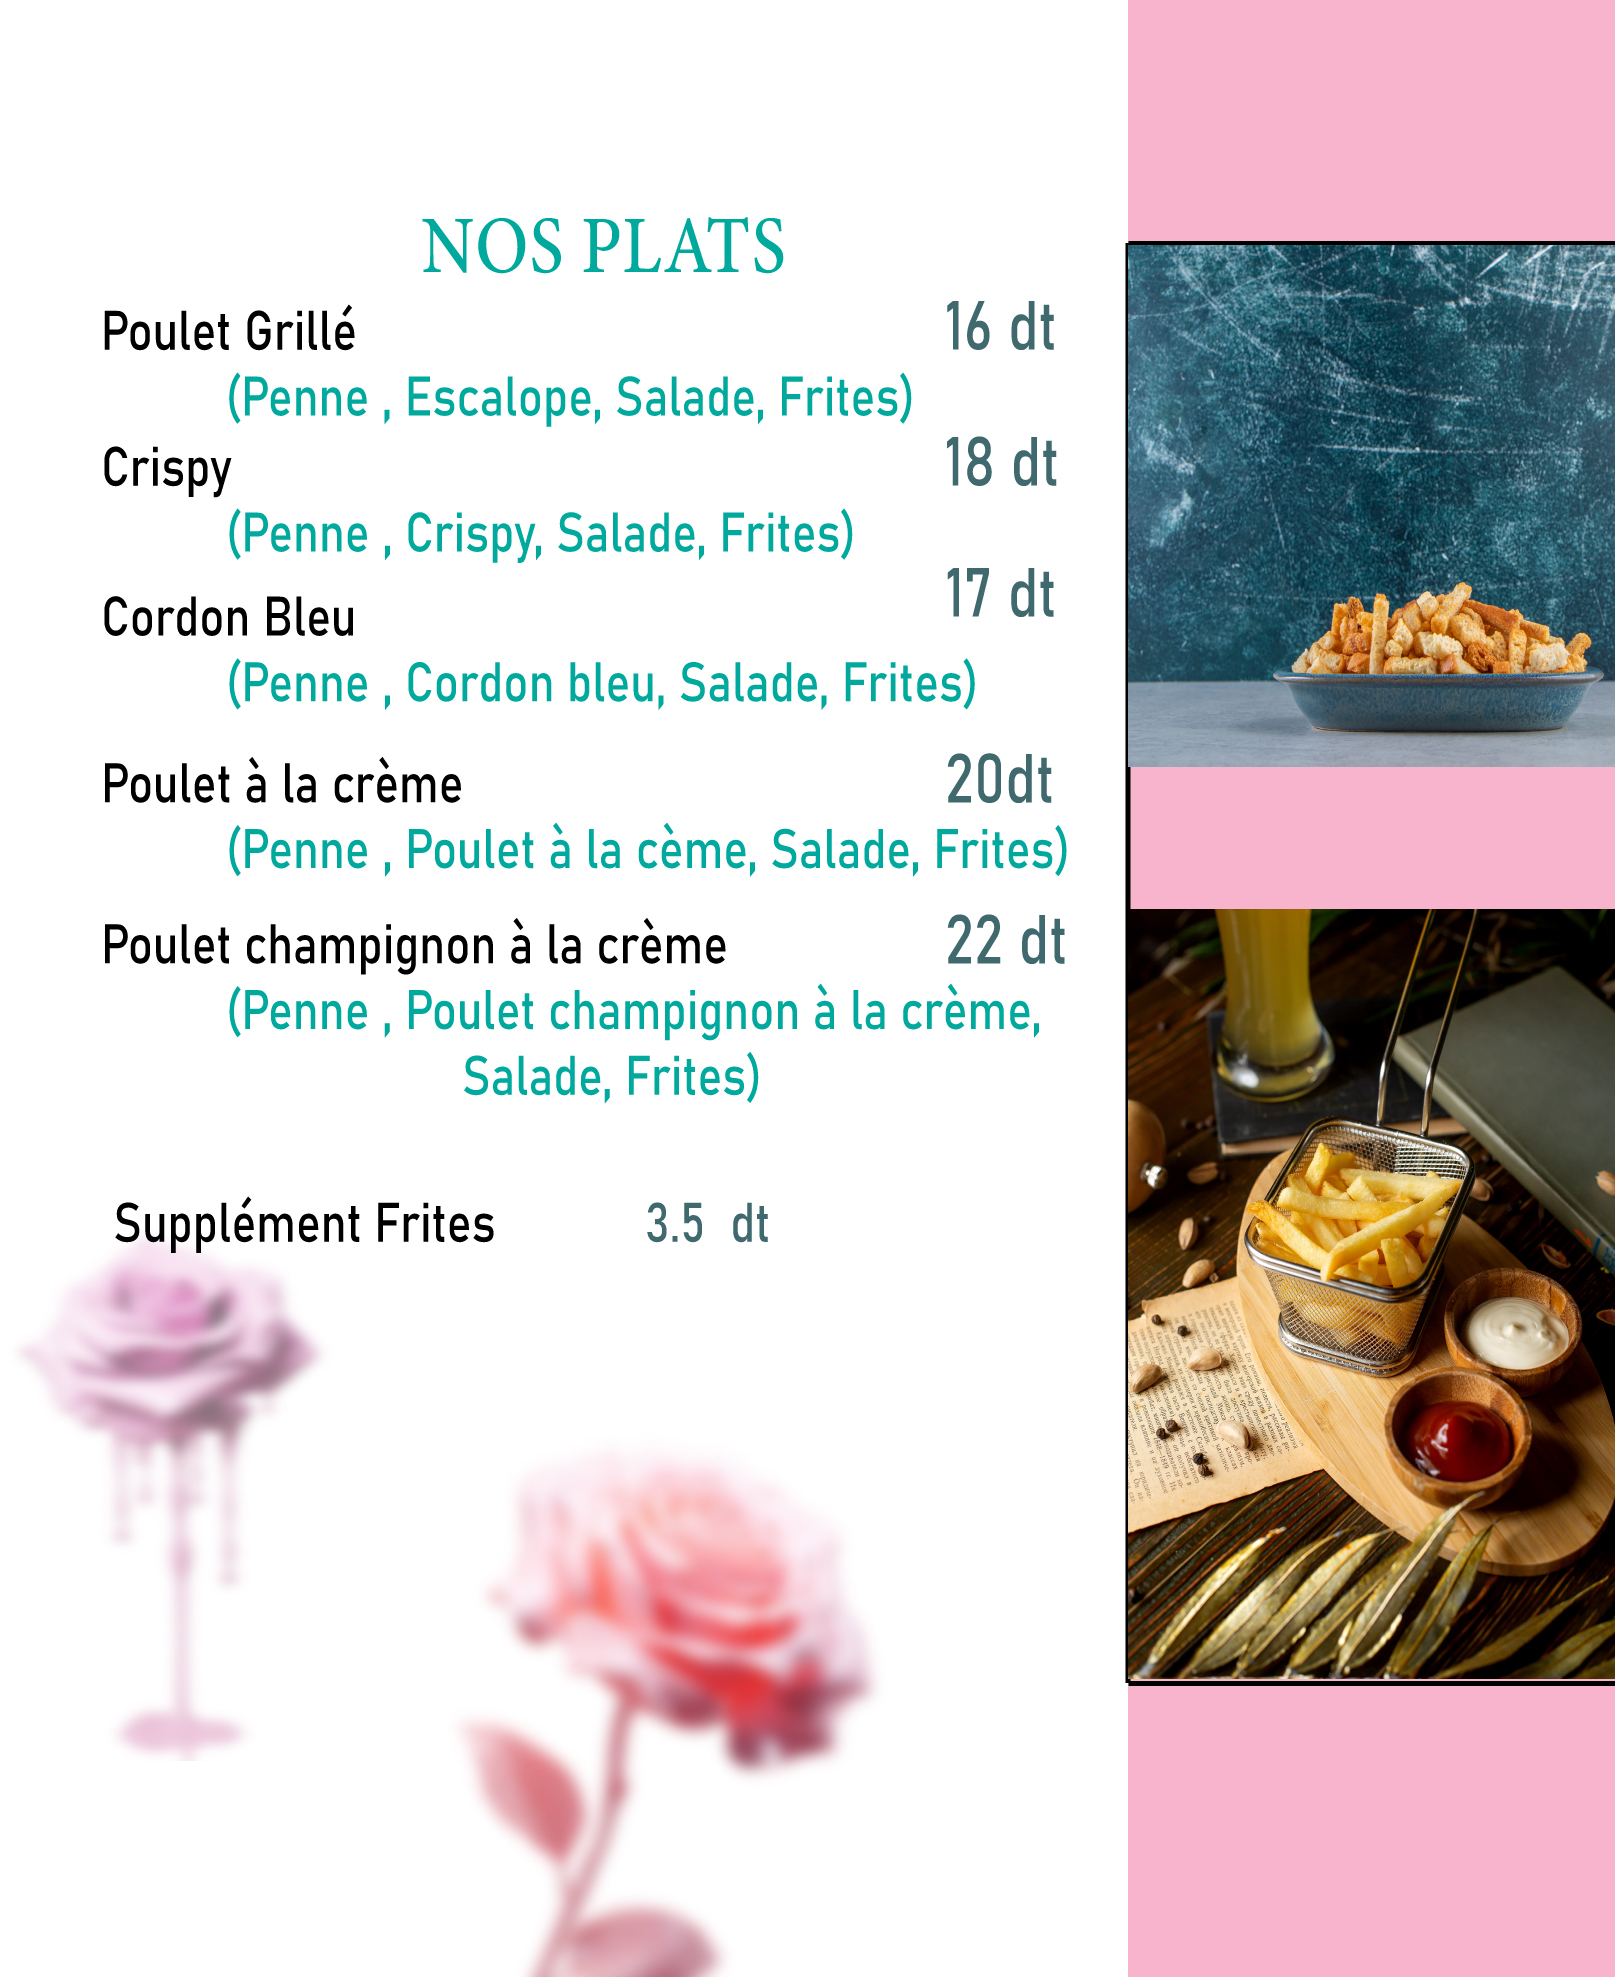 NOS PLATS
Poulet Grillé 16 dt
(Penne , Escalope, Salade, Frites)
Crispy 18 dt
(Penne , Crispy, Salade, Frites)
Cordon Bleu 17 dt
(Penne , Cordon bleu, Salade, Frites)
Poulet à la crème 20dt
(Penne , Poulet à la cème, Salade, Frites)
Poulet champignon à la crème 22 dt
(Penne , Poulet champignon à la crème,
Salade, Frites)
Supplément Frites 3.5 dt